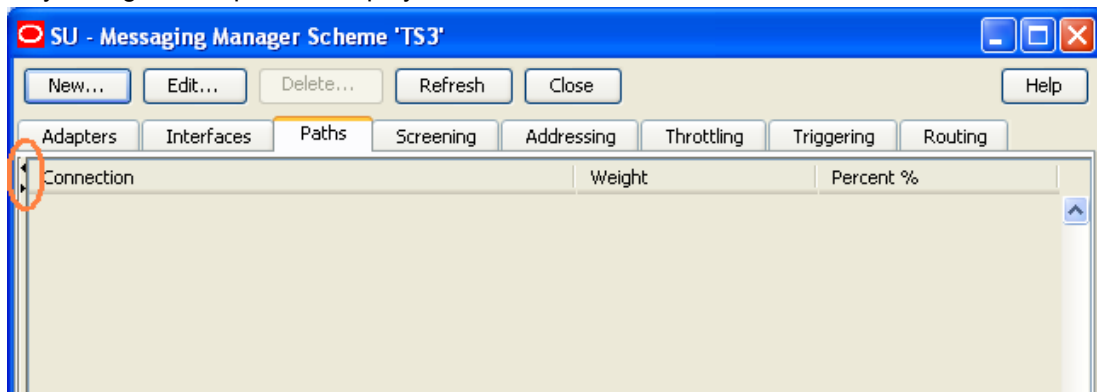 SU - Messaging Manager Scheme 'TS3'
New... Edit... Delete... Refresh Close Help
Adapters Interfaces Paths Screening Addressing Throttling Triggering Routing
Connection Weight Percent %